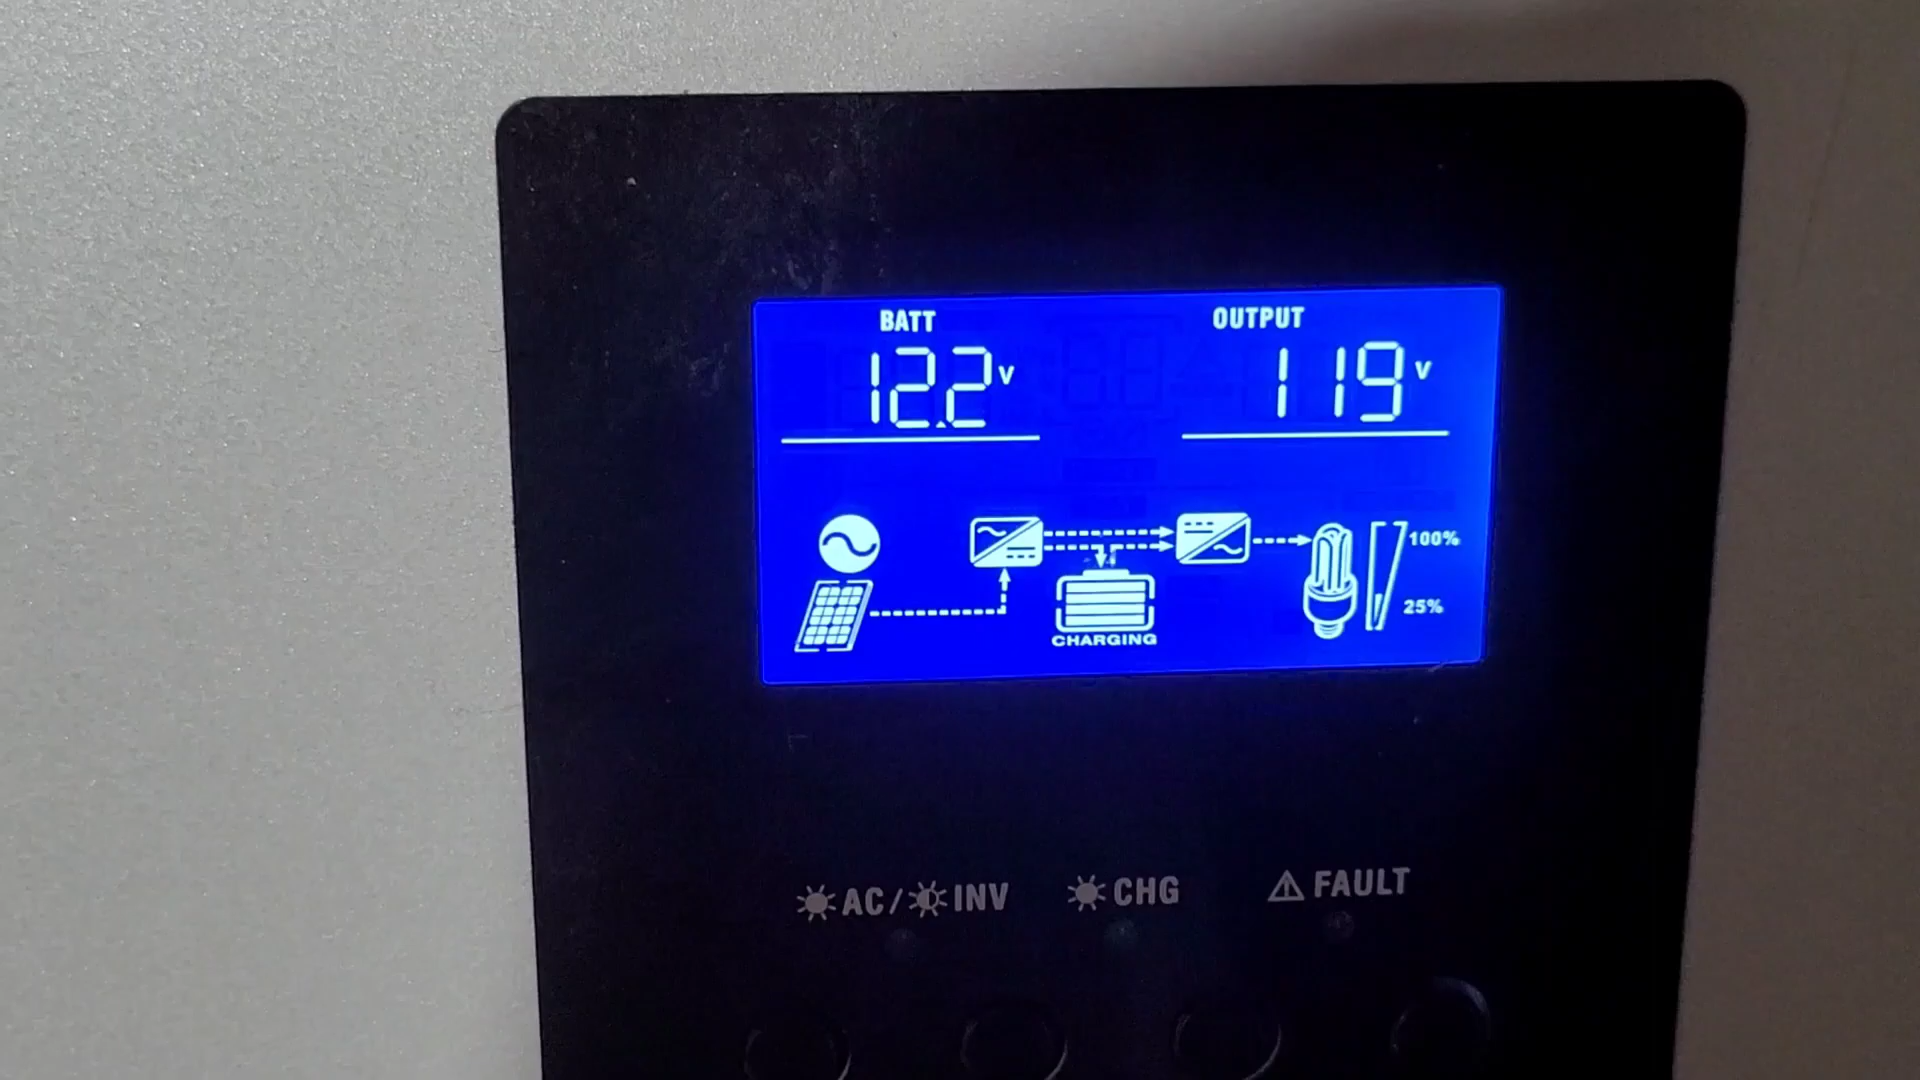 BATT OUTPUT
12.2 V 119 V
100%
25%
CHARGING
AC/ INV CHG FAULT